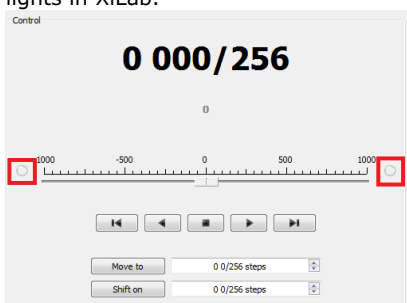 lights in XiLab.
Control
0 000/256
0
1000 -500 0 500 1000
Move to 0 0/256 steps
Shift on 0 0/256 steps